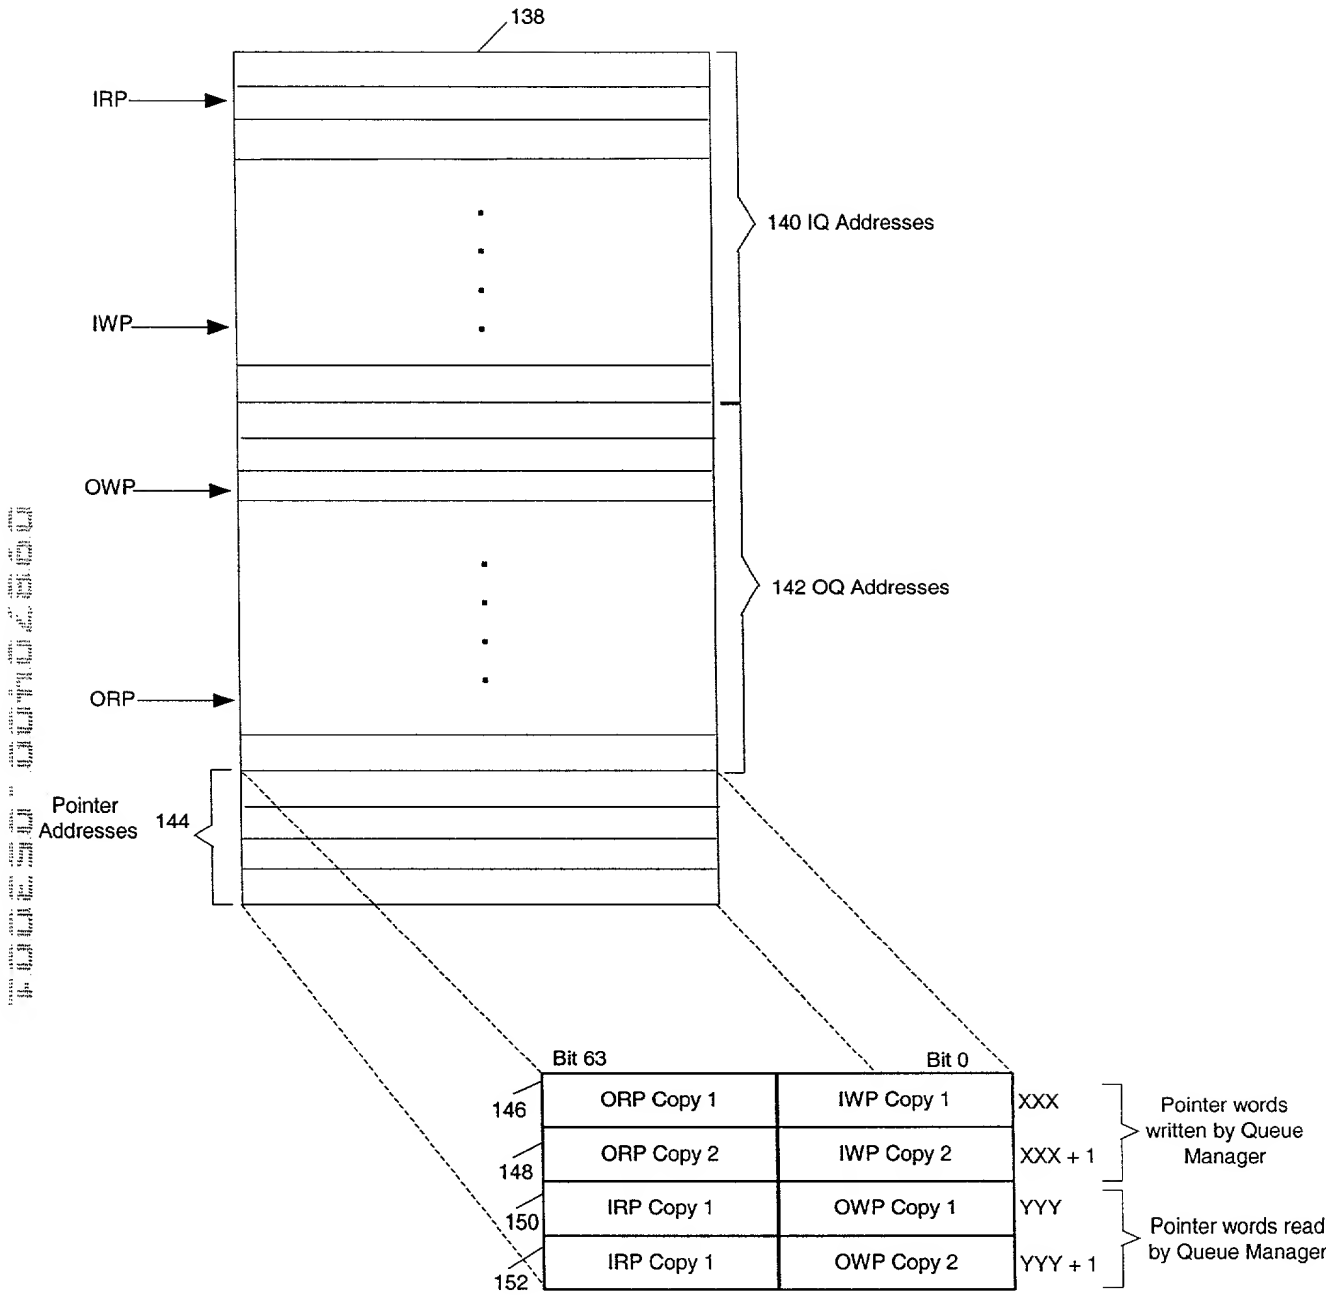 138
IRP
140 IQ Addresses
IWP
OWP
142 OQ Addresses
ORP
Pointer
Addresses
144
Bit 63
Bit 0
146
ORP Copy 1
IWP Copy 1
XXX
148
ORP Copy 2
IWP Copy 2
XXX + 1
Pointer words
written by Queue
Manager
150
IRP Copy 1
OWP Copy 1
YYY
152
IRP Copy 1
OWP Copy 2
YYY + 1
Pointer words read
by Queue Manager